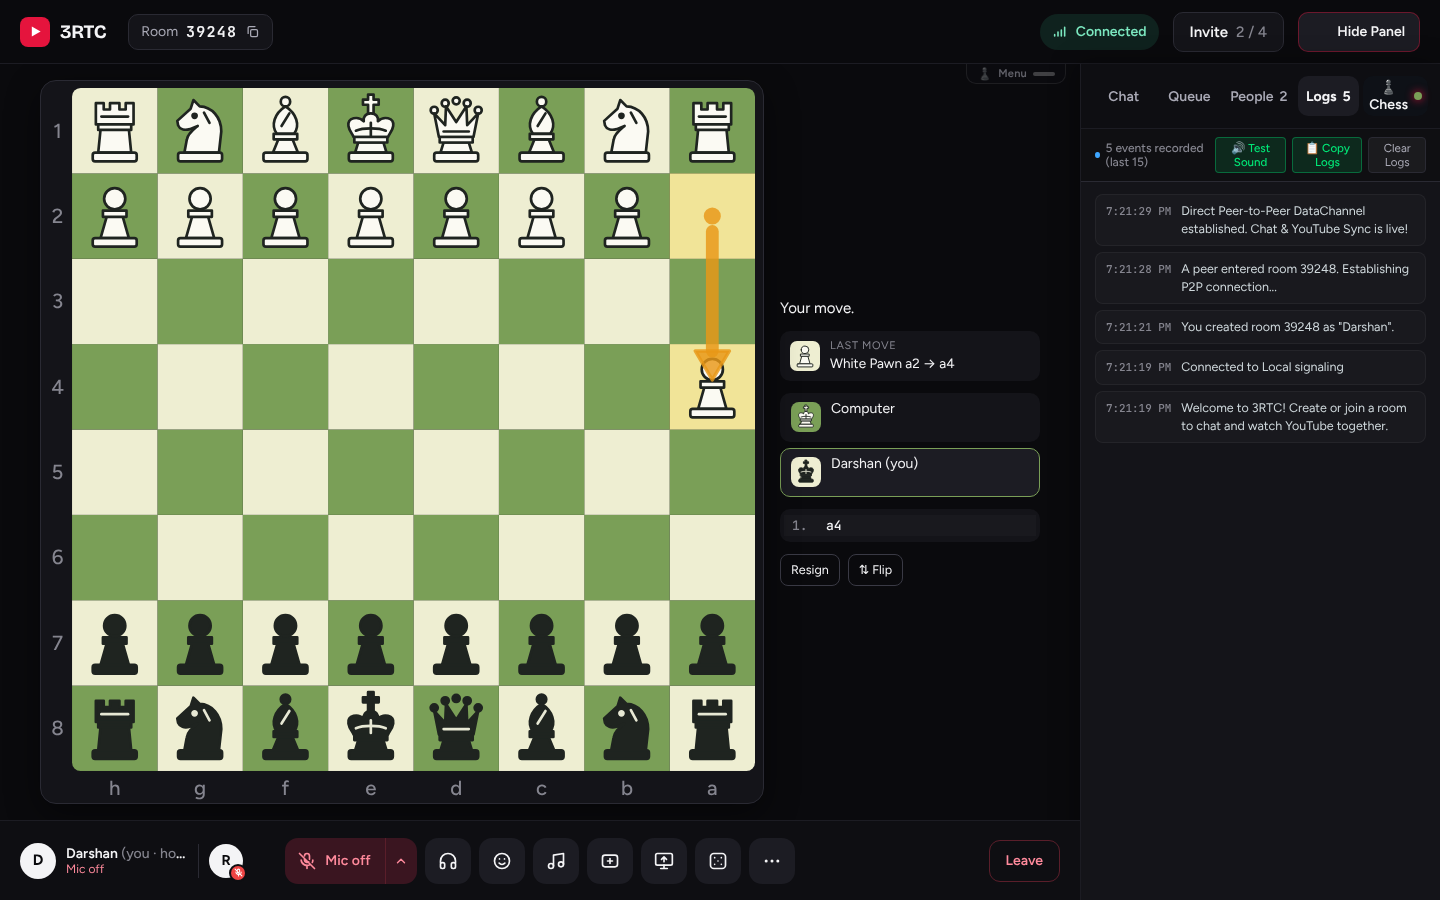 3RTC
Room 39248
Connected
Invite 2 / 4
Hide Panel
Menu
Chat
Queue
People 2
Logs 5
Chess
5 events recorded
(last 15)
Test
Sound
Copy
Logs
Clear
Logs
7:21:29 PM Direct Peer-to-Peer DataChannel
established. Chat & YouTube Sync is live!
7:21:28 PM A peer entered room 39248. Establishing
P2P connection...
7:21:21 PM You created room 39248 as "Darshan".
7:21:19 PM Connected to Local signaling
7:21:19 PM Welcome to 3RTC! Create or join a room
to chat and watch YouTube together.
1
2
3
4
5
6
7
8
h g f e d c b a
Your move.
LAST MOVE
White Pawn a2 → a4
Computer
Darshan (you)
1. a4
Resign
⇅ Flip
D
Darshan (you · ho...
Mic off
R
Mic off
Leave